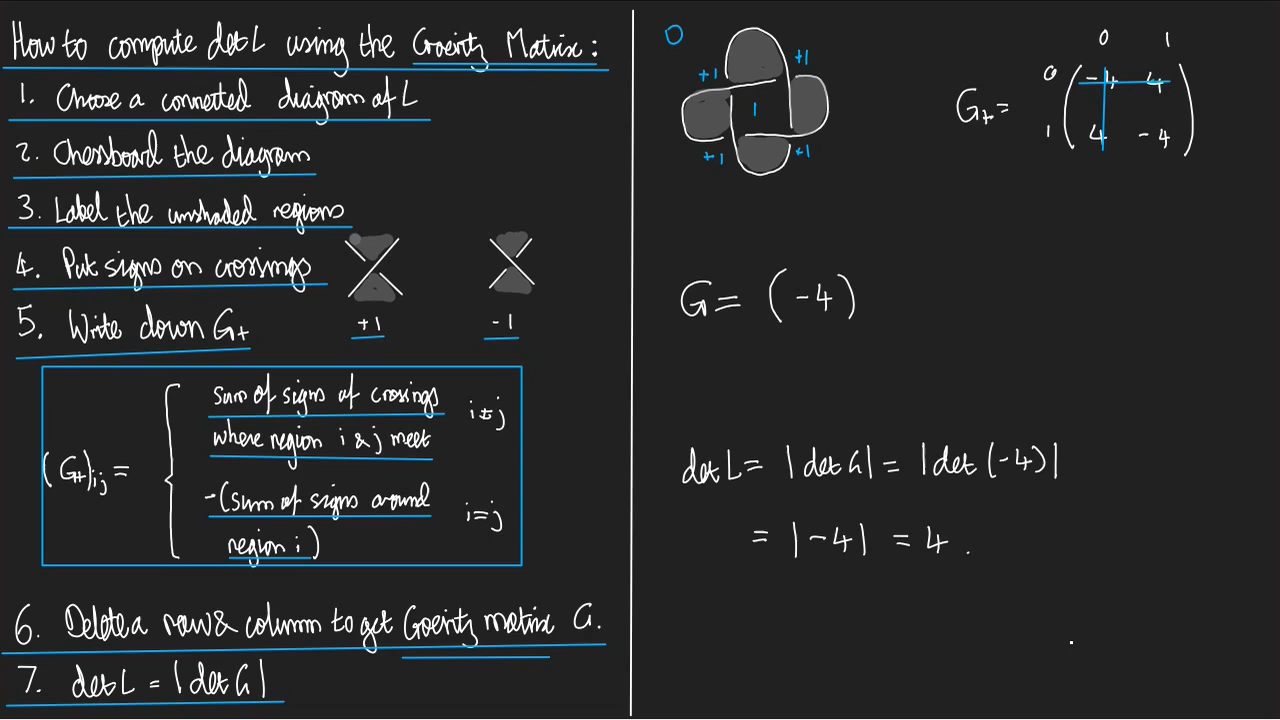 How to compute det L using the Goeritz Matrix:
1. Choose a connected diagram of L
2. Chessboard the diagram
3. Label the unshaded regions
4. Put signs on crossings
+1 -1
5. Write down G+
(G+)ij =
sum of signs of crossings
where region i & j meet
i≠j
-(sum of signs around
region i)
i=j
6. Delete a row & column to get Goeritz matrix G.
7. det L = |det G|
0
+1 +1
1
+1 +1
0 1
G+ =
0 -4 4
1 4 -4
G = (-4)
det L = |det G| = |det (-4)|
= |-4| = 4.